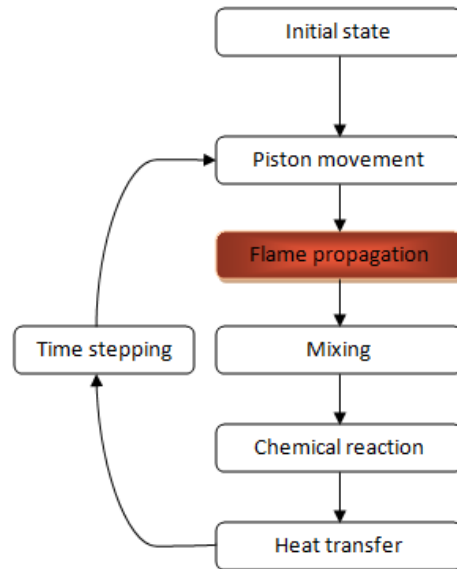 Initial state
Piston movement
Flame propagation
Mixing
Time stepping
Chemical reaction
Heat transfer